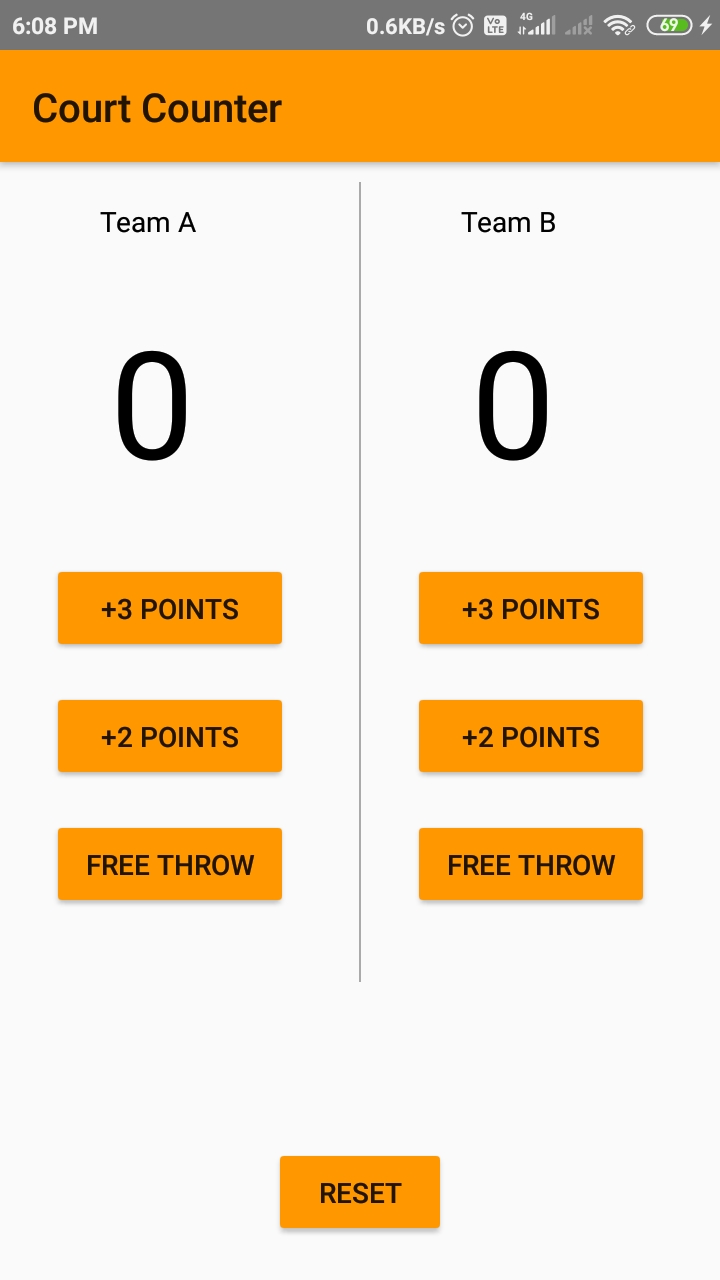 6:08 PM 0.6KB/s Vo LTE 4G 69
Court Counter
Team A Team B
0 0
+3 POINTS +3 POINTS
+2 POINTS +2 POINTS
FREE THROW FREE THROW
RESET